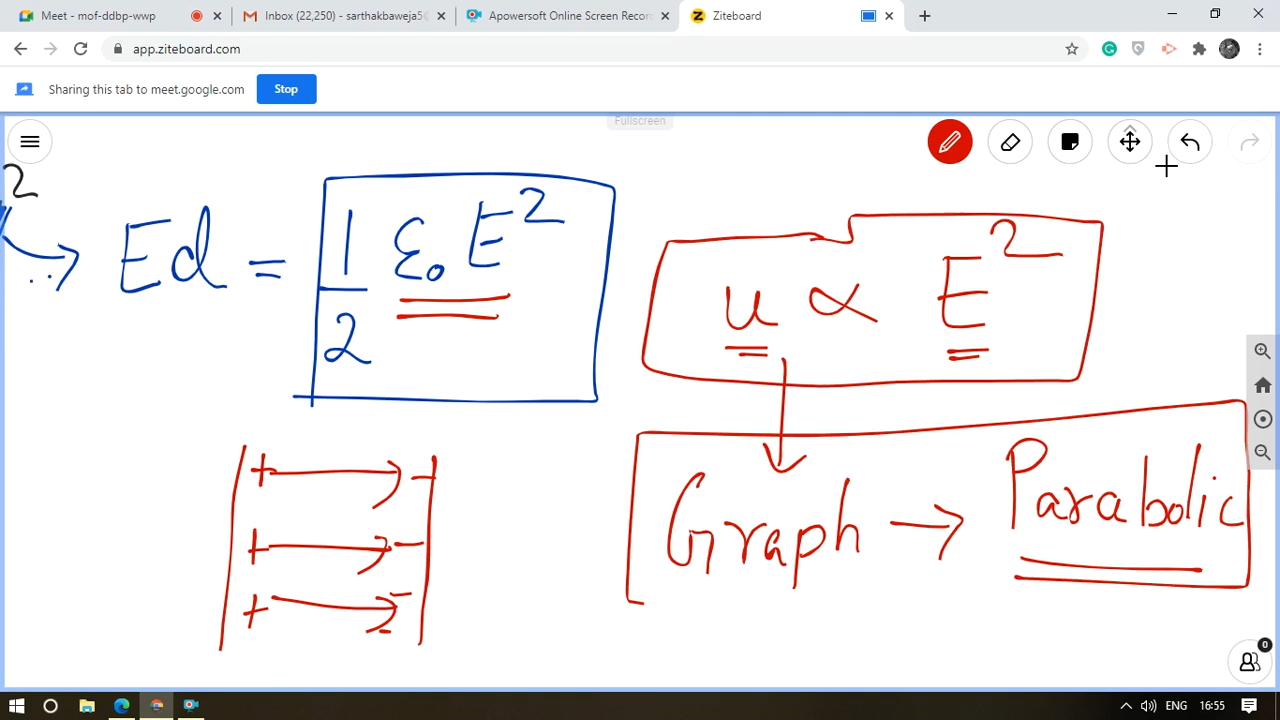 Meet - mof-ddbp-wwp
Inbox (22,250) - sarthakbaweja5
Apowersoft Online Screen Recor
Ziteboard
app.ziteboard.com
Sharing this tab to meet.google.com
Stop
Fullscreen
2
Ed = 1/2 ε₀E²
u ∝ E²
Graph → Parabolic
+ -
+ -
+ -
0
ENG
16:55